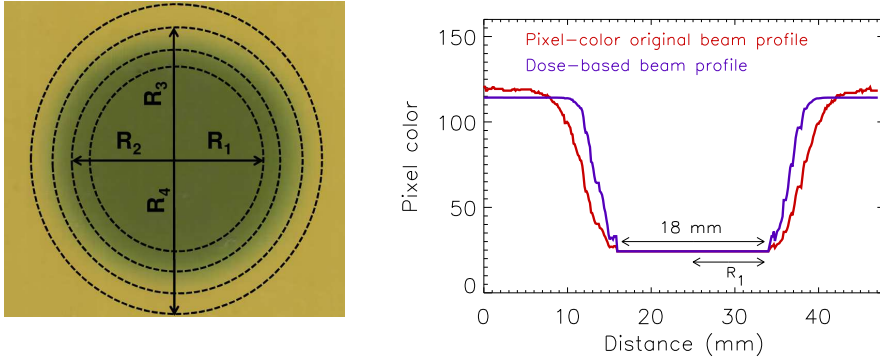 R3
R2
R1
R4
150
100
50
0
Pixel color
Pixel-color original beam profile
Dose-based beam profile
18 mm
R1
0
10
20
30
40
Distance (mm)